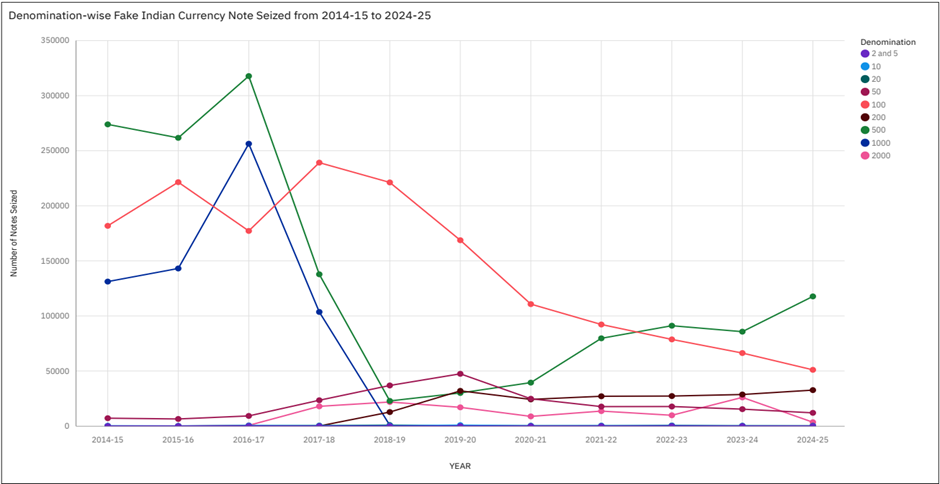 Denomination-wise Fake Indian Currency Note Seized from 2014-15 to 2024-25
Number of Notes Seized
350000
300000
250000
200000
150000
100000
50000
0
2014-15 2015-16 2016-17 2017-18 2018-19 2019-20 2020-21 2021-22 2022-23 2023-24 2024-25
YEAR
Denomination
2 and 5
10
20
50
100
200
500
1000
2000